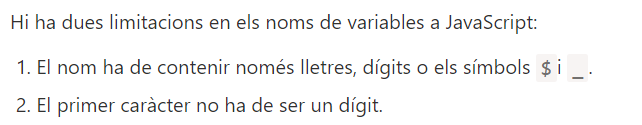 Hi ha dues limitacions en els noms de variables a JavaScript:
1. El nom ha de contenir només lletres, dígits o els símbols $ i _.
2. El primer caràcter no ha de ser un dígit.